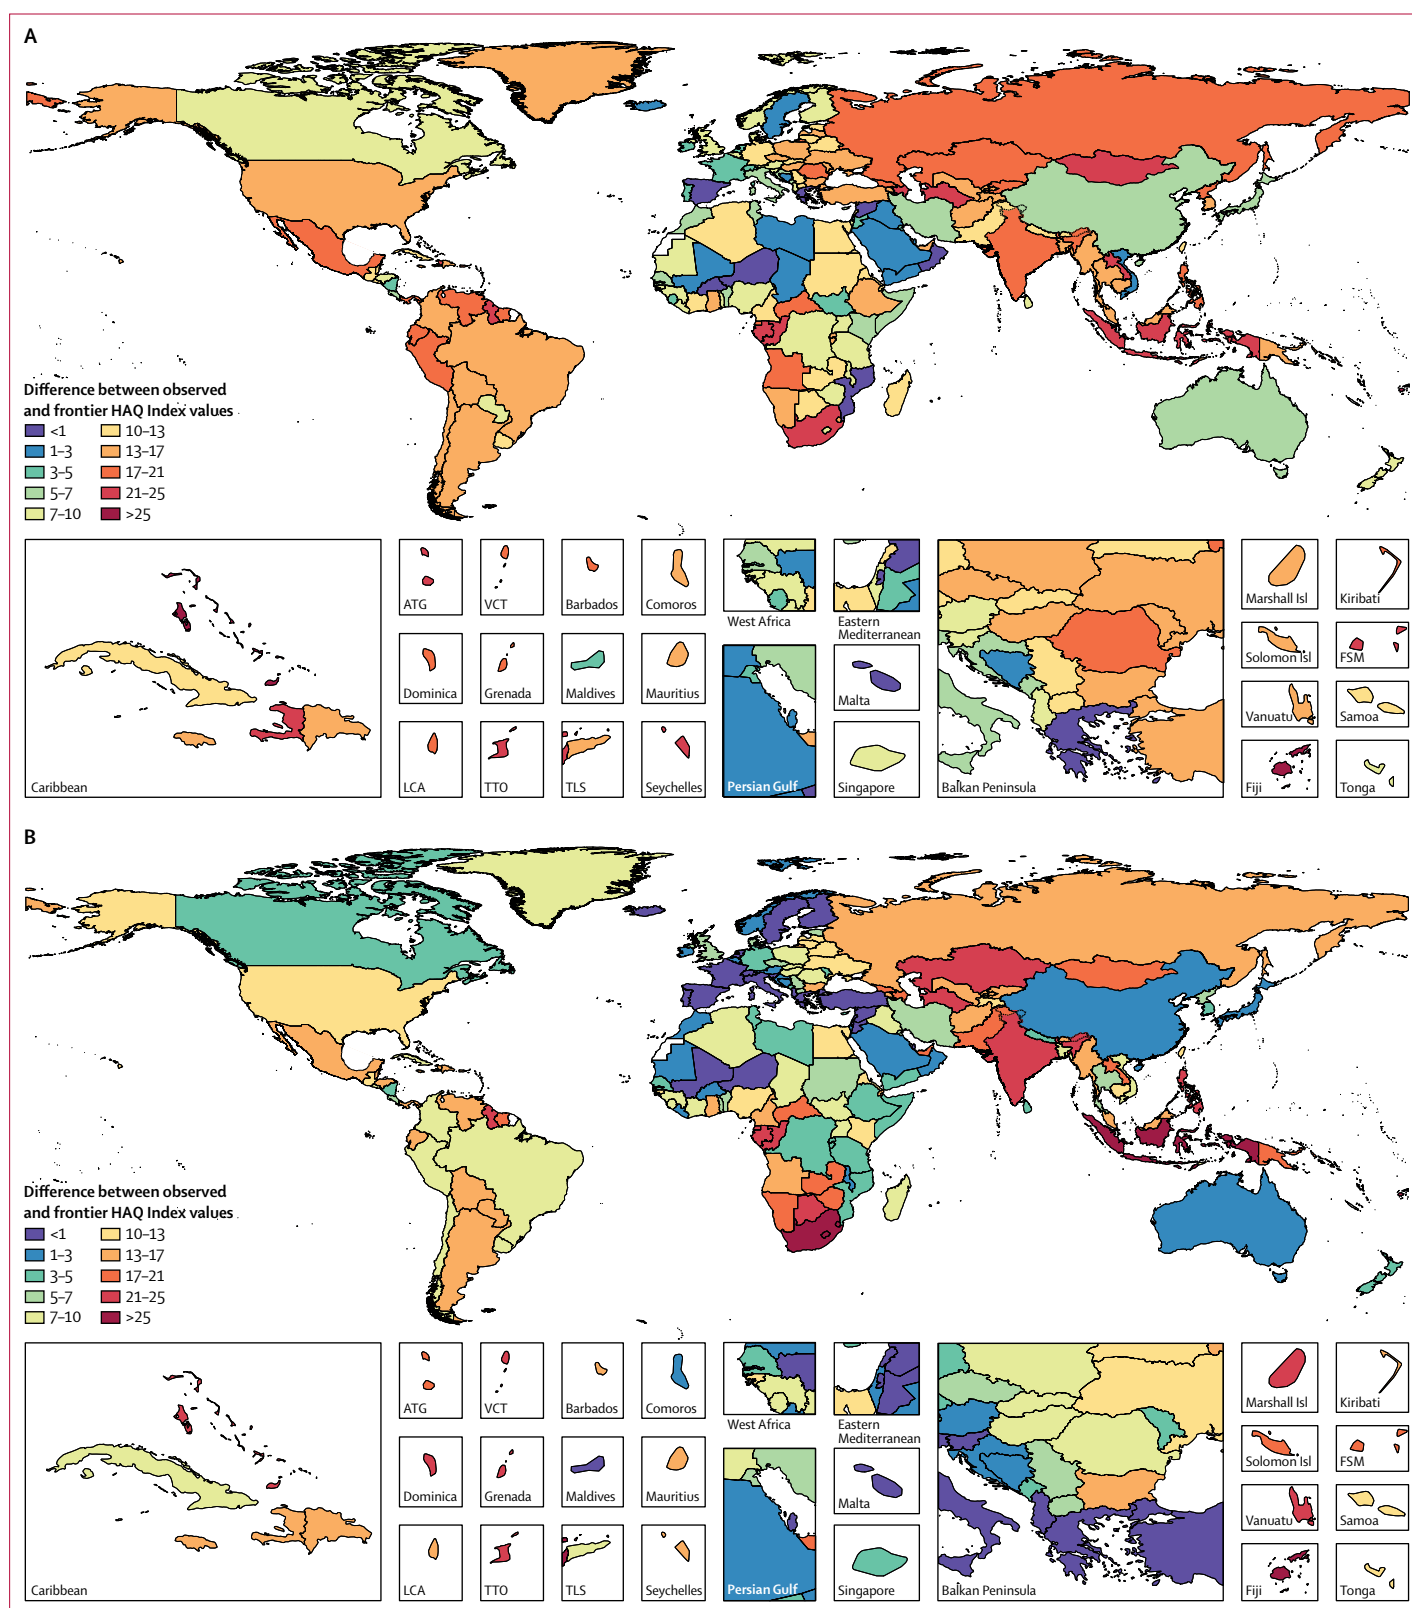 A
Difference between observed
and frontier HAQ Index values
<1
1–3
3–5
5–7
7–10
10–13
13–17
17–21
21–25
>25
Caribbean
ATG
VCT
Barbados
Comoros
Dominica
Grenada
Maldives
Mauritius
LCA
TTO
TLS
Seychelles
West Africa
Eastern
Mediterranean
Persian Gulf
Malta
Singapore
Balkan Peninsula
Marshall Isl
Kiribati
Solomon Isl
FSM
Vanuatu
Samoa
Fiji
Tonga
B
Difference between observed
and frontier HAQ Index values
<1
1–3
3–5
5–7
7–10
10–13
13–17
17–21
21–25
>25
Caribbean
ATG
VCT
Barbados
Comoros
Dominica
Grenada
Maldives
Mauritius
LCA
TTO
TLS
Seychelles
West Africa
Eastern
Mediterranean
Persian Gulf
Malta
Singapore
Balkan Peninsula
Marshall Isl
Kiribati
Solomon Isl
FSM
Vanuatu
Samoa
Fiji
Tonga